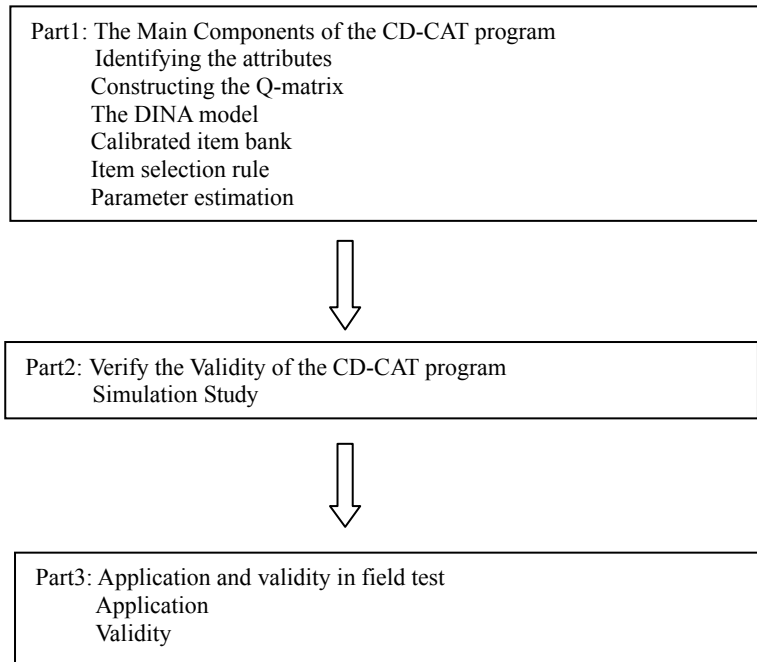 Part1: The Main Components of the CD-CAT program
Identifying the attributes
Constructing the Q-matrix
The DINA model
Calibrated item bank
Item selection rule
Parameter estimation
Part2: Verify the Validity of the CD-CAT program
Simulation Study
Part3: Application and validity in field test
Application
Validity